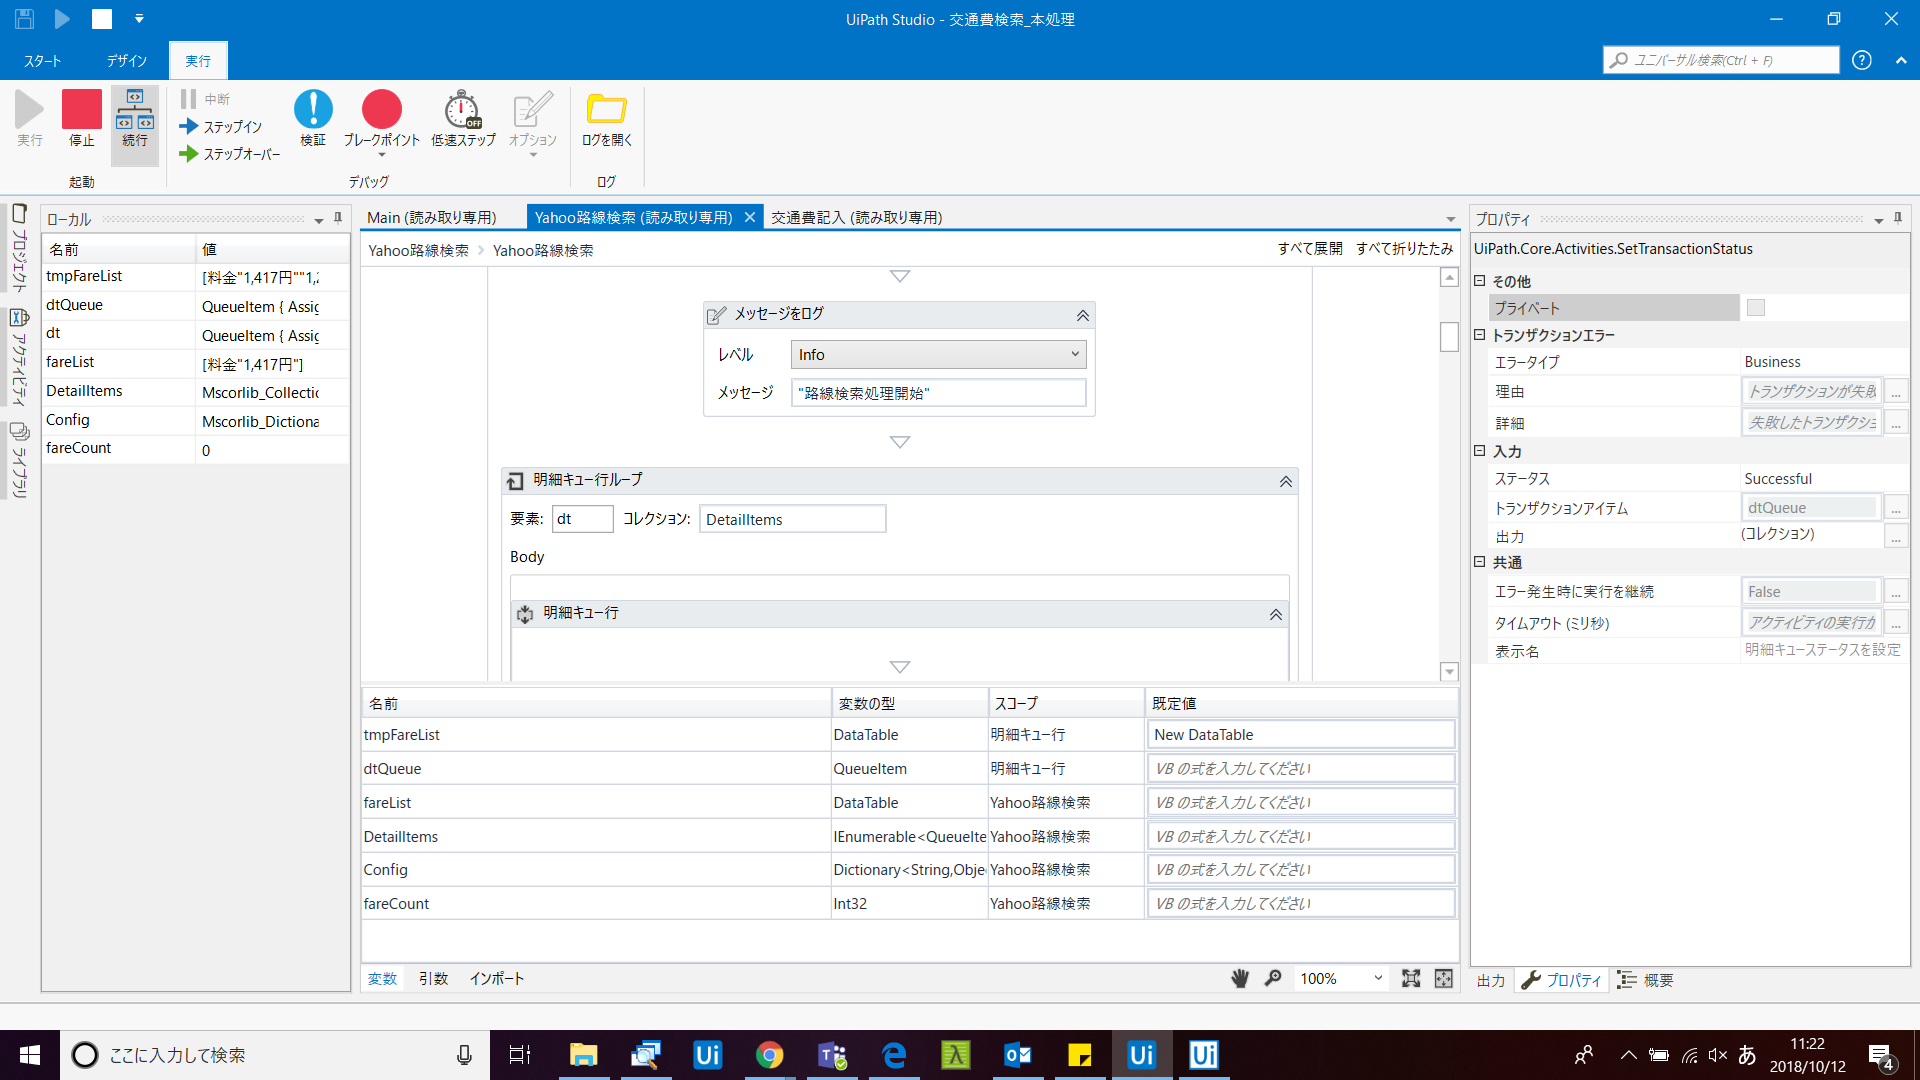 UiPath Studio - 交通費検索_本処理
スタート
デザイン
実行
ユニバーサル検索(Ctrl + F)
実行
停止
続行
起動
中断
ステップイン
ステップオーバー
検証
ブレークポイント
OFF
低速ステップ
オプション
デバッグ
ログを開く
ログ
プロジェクト
アクティビティ
ライブラリ
ローカル
名前 値
tmpFareList [料金"1,417円""1,2
dtQueue QueueItem { Assig
dt QueueItem { Assig
fareList [料金"1,417円"]
DetailItems Mscorlib_Collectic
Config Mscorlib_Dictiona
fareCount 0
Main (読み取り専用)
Yahoo路線検索 (読み取り専用)
交通費記入 (読み取り専用)
Yahoo路線検索 > Yahoo路線検索
すべて展開 すべて折りたたみ
メッセージをログ
レベル Info
メッセージ "路線検索処理開始"
明細キュー行ループ
要素: dt コレクション: DetailItems
Body
明細キュー行
名前 変数の型 スコープ 既定値
tmpFareList DataTable 明細キュー行 New DataTable
dtQueue QueueItem 明細キュー行 VB の式を入力してください
fareList DataTable Yahoo路線検索 VB の式を入力してください
DetailItems IEnumerable<QueueIte Yahoo路線検索 VB の式を入力してください
Config Dictionary<String,Obje Yahoo路線検索 VB の式を入力してください
fareCount Int32 Yahoo路線検索 VB の式を入力してください
変数 引数 インポート
100%
プロパティ
UiPath.Core.Activities.SetTransactionStatus
その他
プライベート
トランザクションエラー
エラータイプ Business
理由 トランザクションが失敗 ...
詳細 失敗したトランザクショ ...
入力
ステータス Successful
トランザクションアイテム dtQueue ...
出力 (コレクション) ...
共通
エラー発生時に実行を継続 False ...
タイムアウト (ミリ秒) アクティビティの実行が ...
表示名 明細キューステータスを設定
出力 プロパティ 概要
ここに入力して検索
Ui
Ui
Ui
あ
11:22
2018/10/12
4